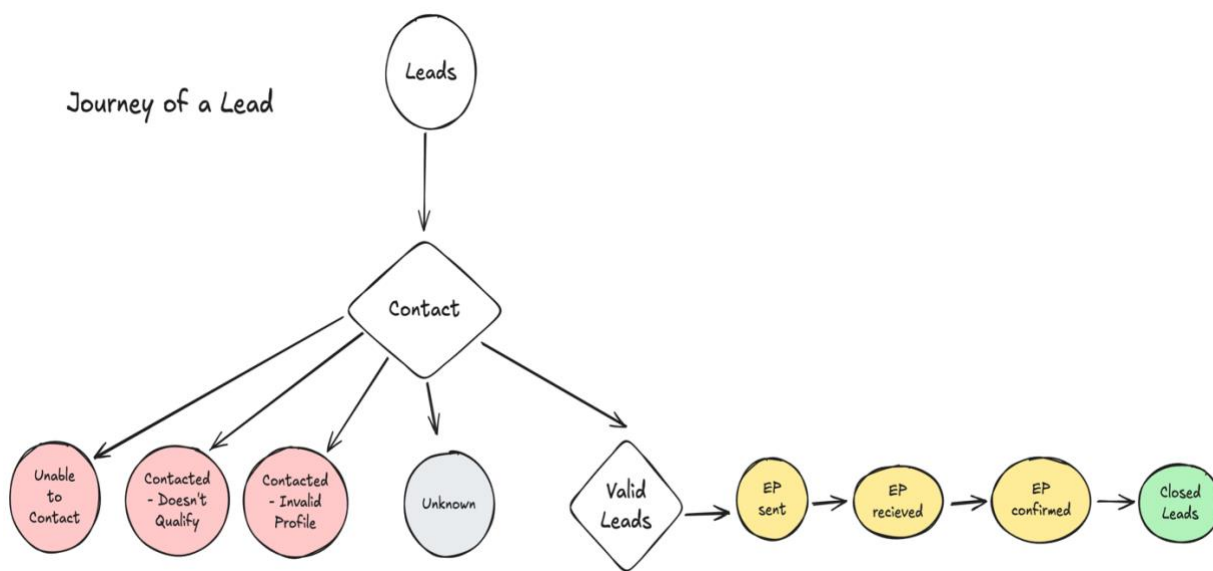 Leads
Journey of a Lead
Contact
Unable
to
Contact
Contacted
- Doesn't
Qualify
Contacted
- Invalid
Profile
Unknown
Valid
Leads
EP
sent
EP
recieved
EP
confirmed
Closed
Leads